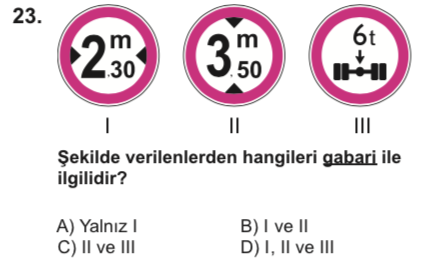 23.
2 m .30
3 m .50
6t
I
II
III
Şekilde verilenlerden hangileri gabari ile
ilgilidir?
A) Yalnız I
B) I ve II
C) II ve III
D) I, II ve III